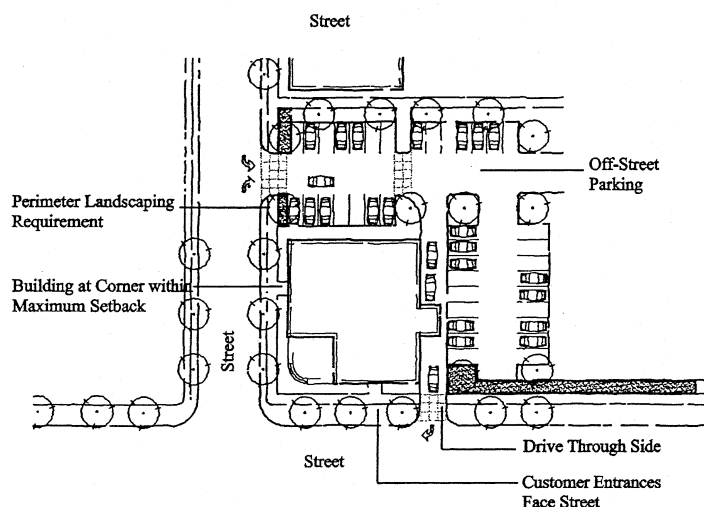 Street
Off-Street
Parking
Perimeter Landscaping
Requirement
Building at Corner within
Maximum Setback
Street
Street
Drive Through Side
Customer Entrances
Face Street